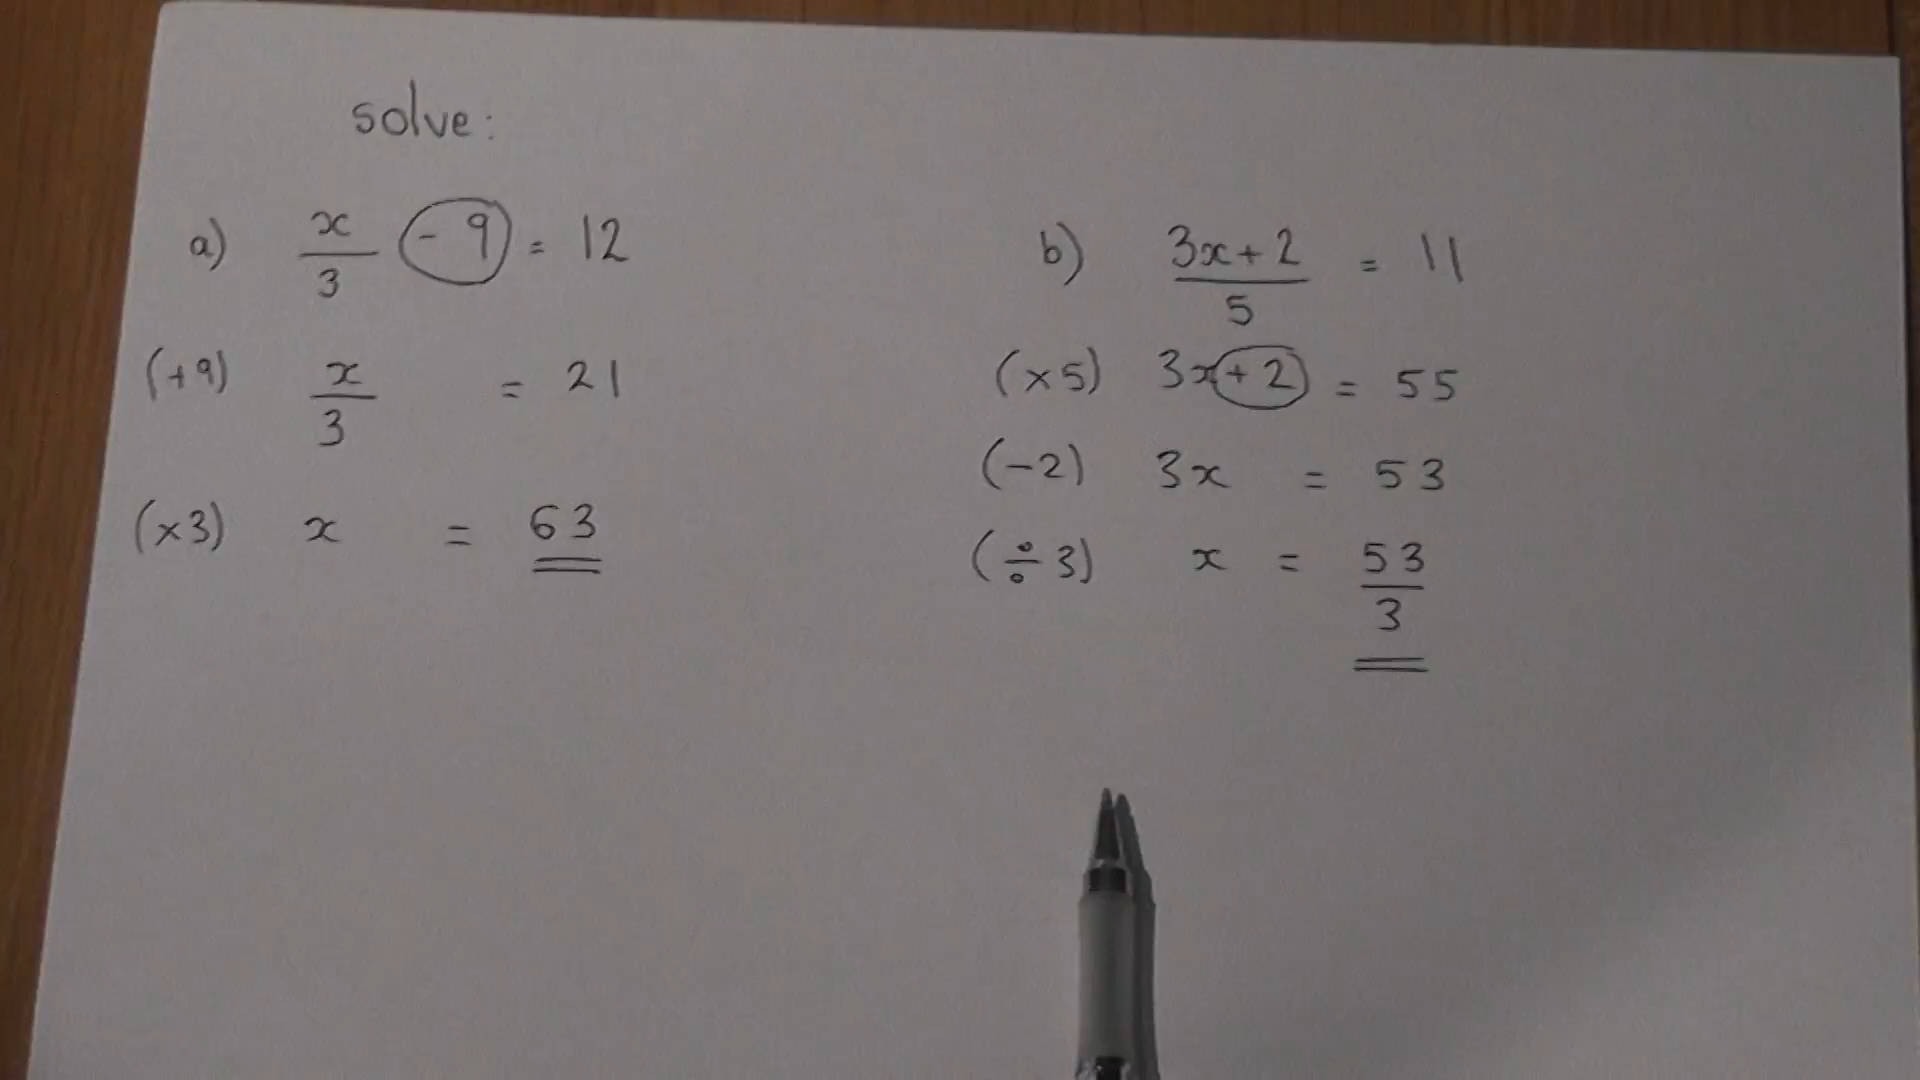 solve:
a) x/3 - 9 = 12
(+9) x/3 = 21
(×3) x = 63
b) 3x+2/5 = 11
(×5) 3x+2 = 55
(-2) 3x = 53
(÷3) x = 53/3